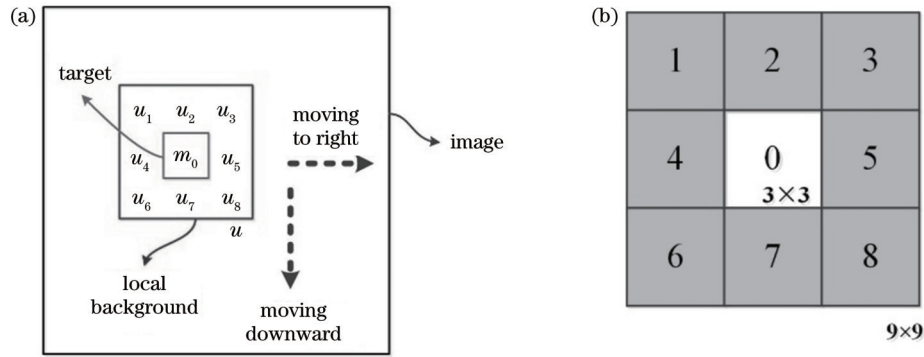 (a)
target
u₁ u₂ u₃
u₄ m₀ u₅
u₆ u₇ u₈
u
local
background
moving
to right
moving
downward
image
(b)
1 2 3
4 0 5
3×3
6 7 8
9×9